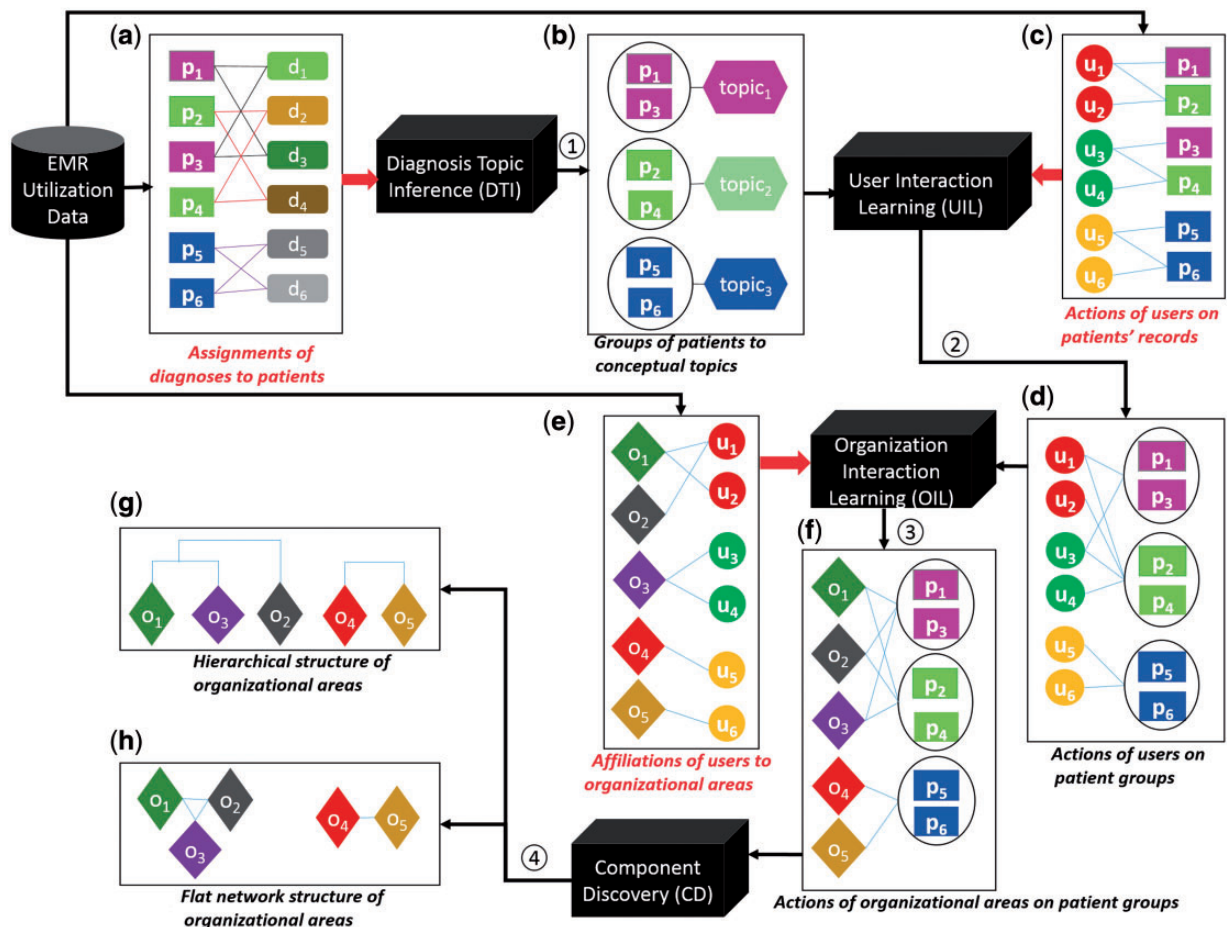 (a)
p1
d1
p2
d2
p3
d3
p4
d4
p5
d5
p6
d6
Assignments of
diagnoses to patients
EMR
Utilization
Data
Diagnosis Topic
Inference (DTI)
1
(b)
p1
p3
topic1
p2
p4
topic2
p5
p6
topic3
Groups of patients to
conceptual topics
User Interaction
Learning (UIL)
(c)
u1
p1
u2
p2
u3
p3
u4
p4
u5
p5
u6
p6
Actions of users on
patients' records
2
(d)
u1
u2
u3
u4
u5
u6
p1
p3
p2
p4
p5
p6
Actions of users on
patient groups
(e)
O1
O2
O3
O4
O5
u1
u2
u3
u4
u5
u6
Affiliations of users to
organizational areas
Organization
Interaction
Learning (OIL)
3
(f)
O1
O2
O3
O4
O5
p1
p3
p2
p4
p5
p6
Actions of organizational areas on patient groups
Component
Discovery (CD)
4
(g)
O1
O3
O2
O4
O5
Hierarchical structure of
organizational areas
(h)
O1
O2
O3
O4
O5
Flat network structure of
organizational areas